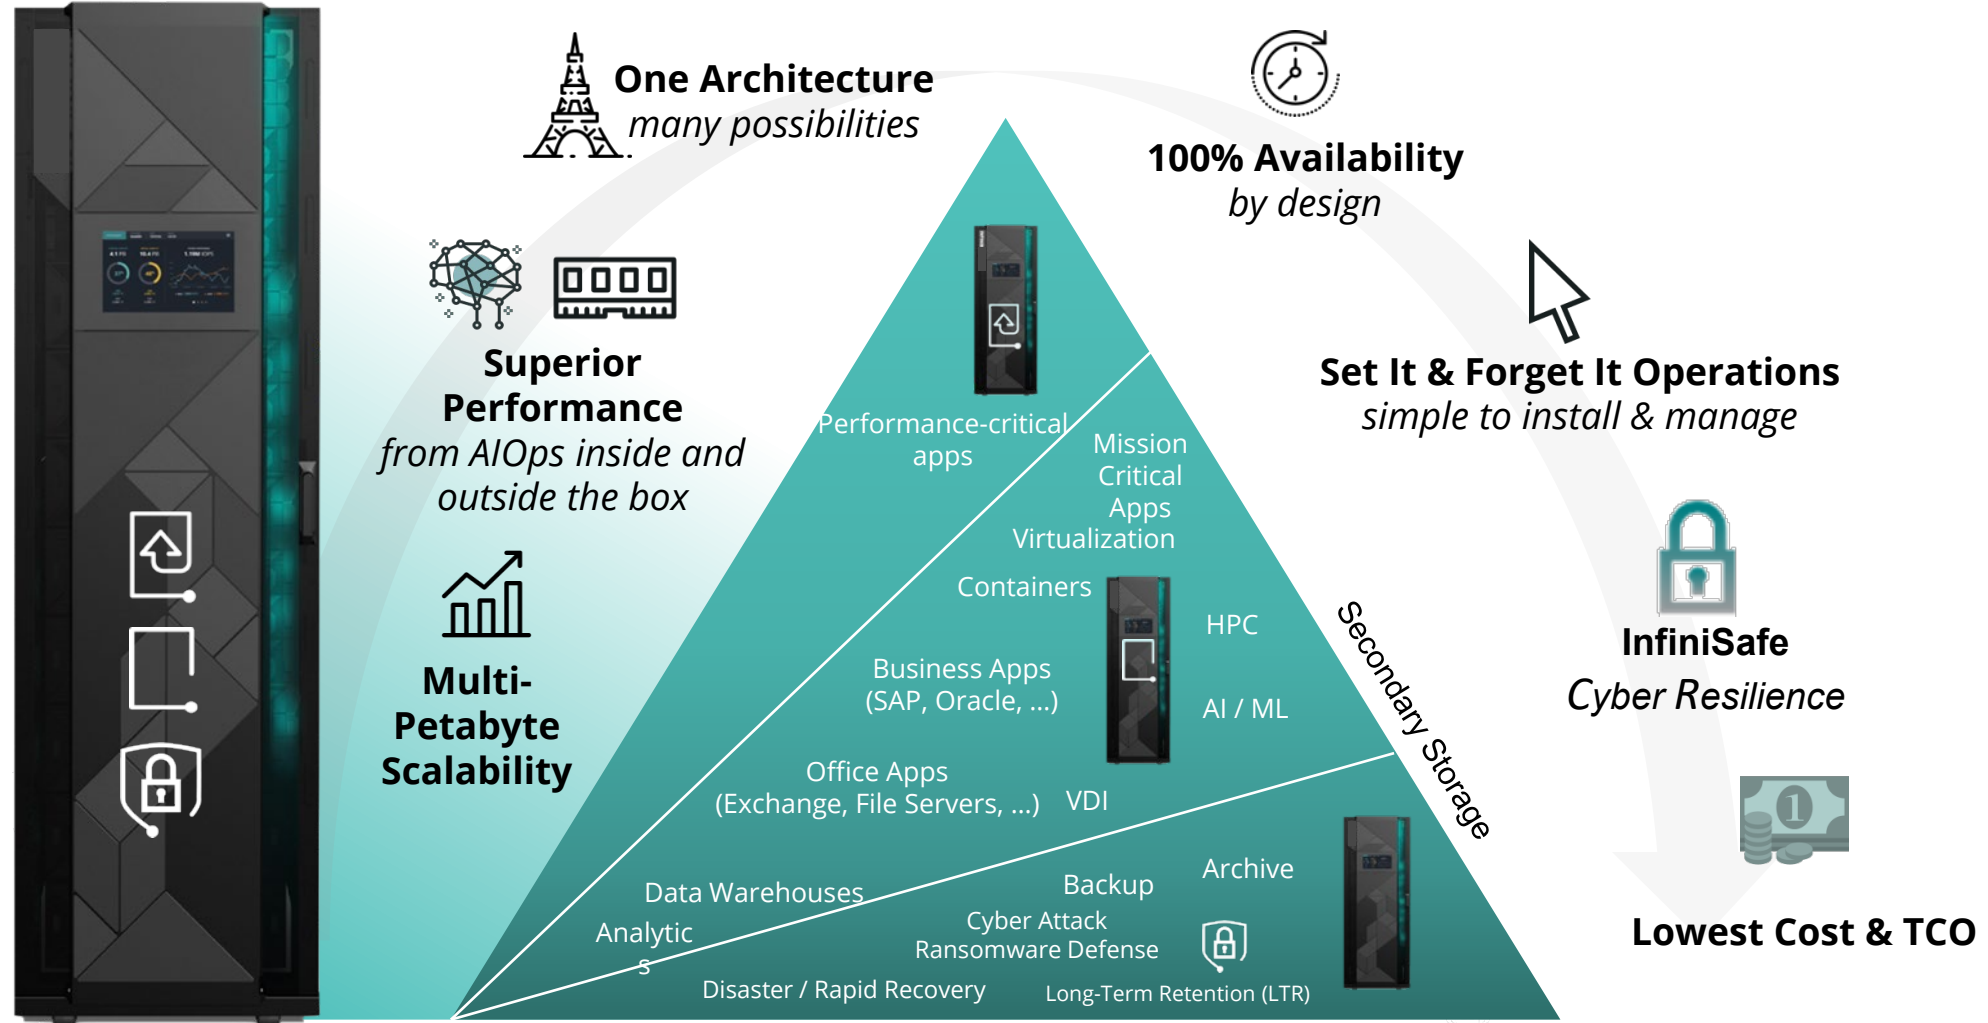 One Architecture
many possibilities
100% Availability
by design
Superior
Performance
from AIOps inside and
outside the box
Set It & Forget It Operations
simple to install & manage
Performance-critical
apps
Mission
Critical
Apps
Virtualization
Containers
HPC
Business Apps
(SAP, Oracle, ...)
AI / ML
Multi-
Petabyte
Scalability
InfiniSafe
Cyber Resilience
Secondary Storage
Office Apps
(Exchange, File Servers, ...)
VDI
Data Warehouses
Analytic
s
Archive
Backup
Cyber Attack
Ransomware Defense
Disaster / Rapid Recovery
Long-Term Retention (LTR)
1
Lowest Cost & TCO